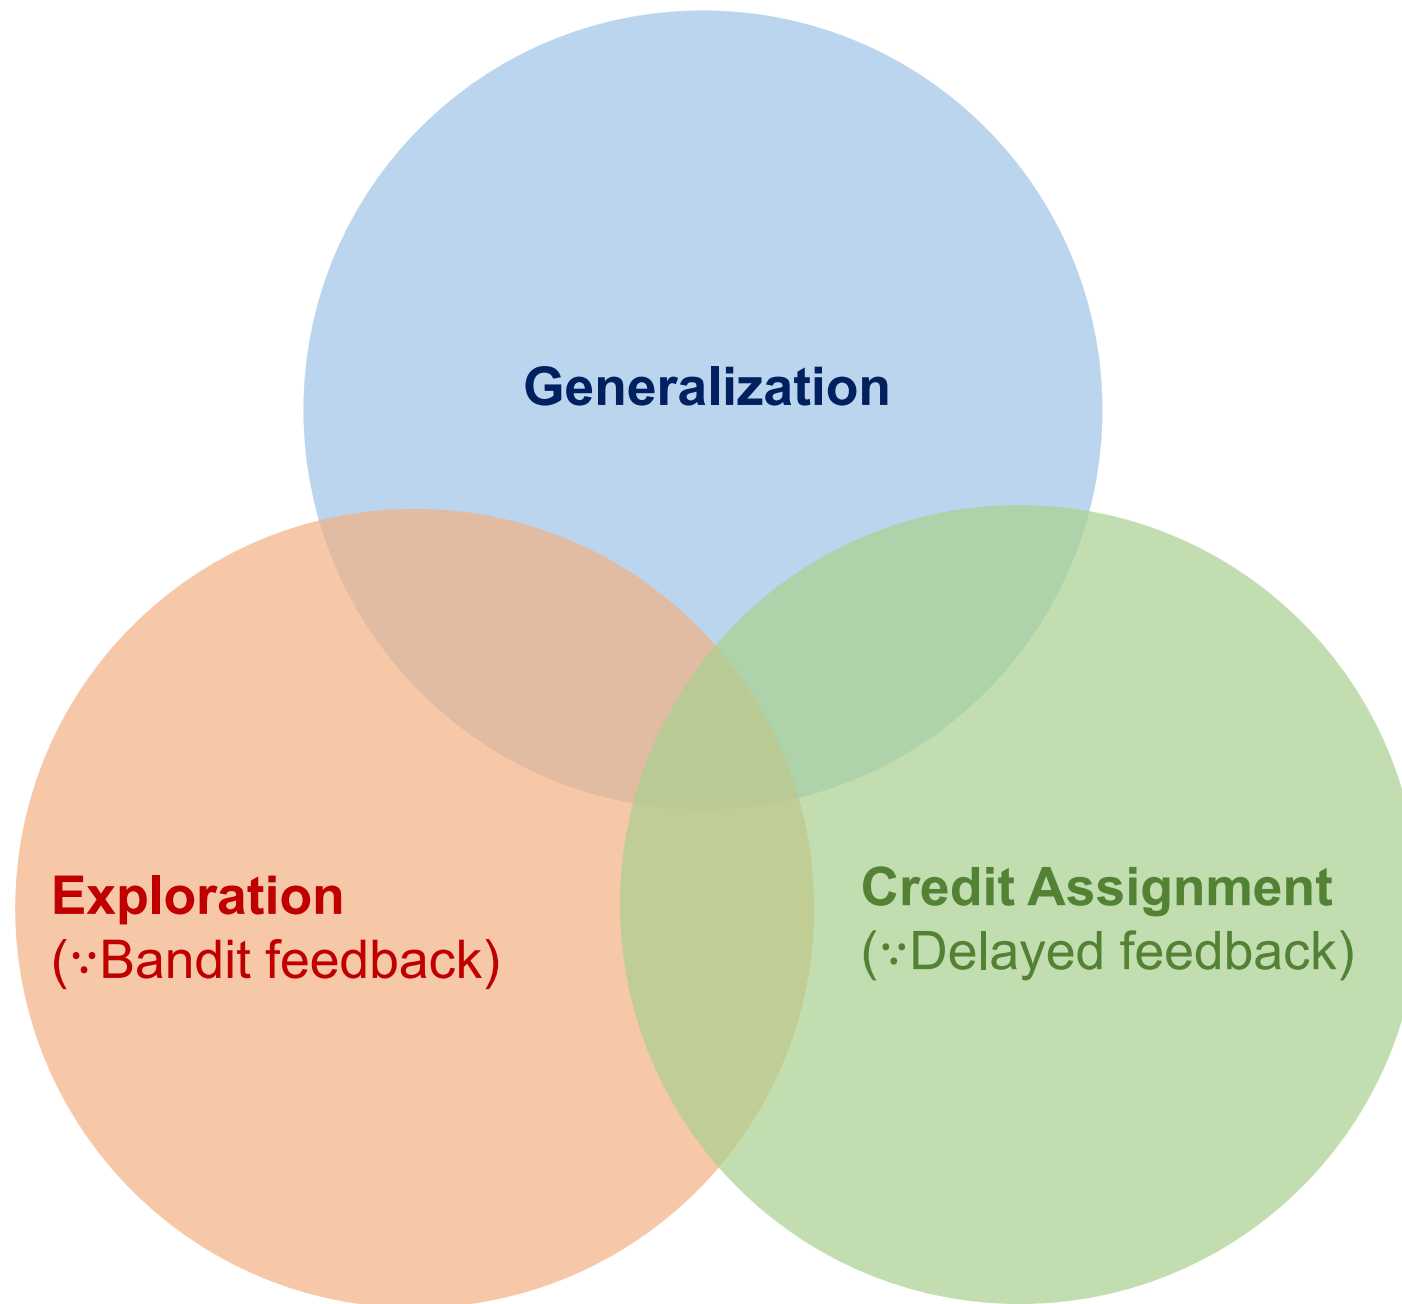 Generalization
Exploration
(∵Bandit feedback)
Credit Assignment
(∵Delayed feedback)